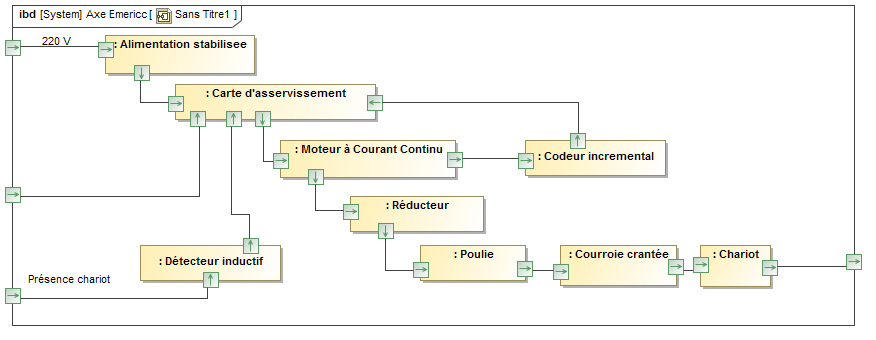 ibd [System] Axe Emericc [ Sans Titre1 ]
220 V
: Alimentation stabilisee
: Carte d'asservissement
: Moteur à Courant Continu
: Codeur incremental
: Réducteur
: Détecteur inductif
: Poulie
: Courroie crantée
: Chariot
Présence chariot